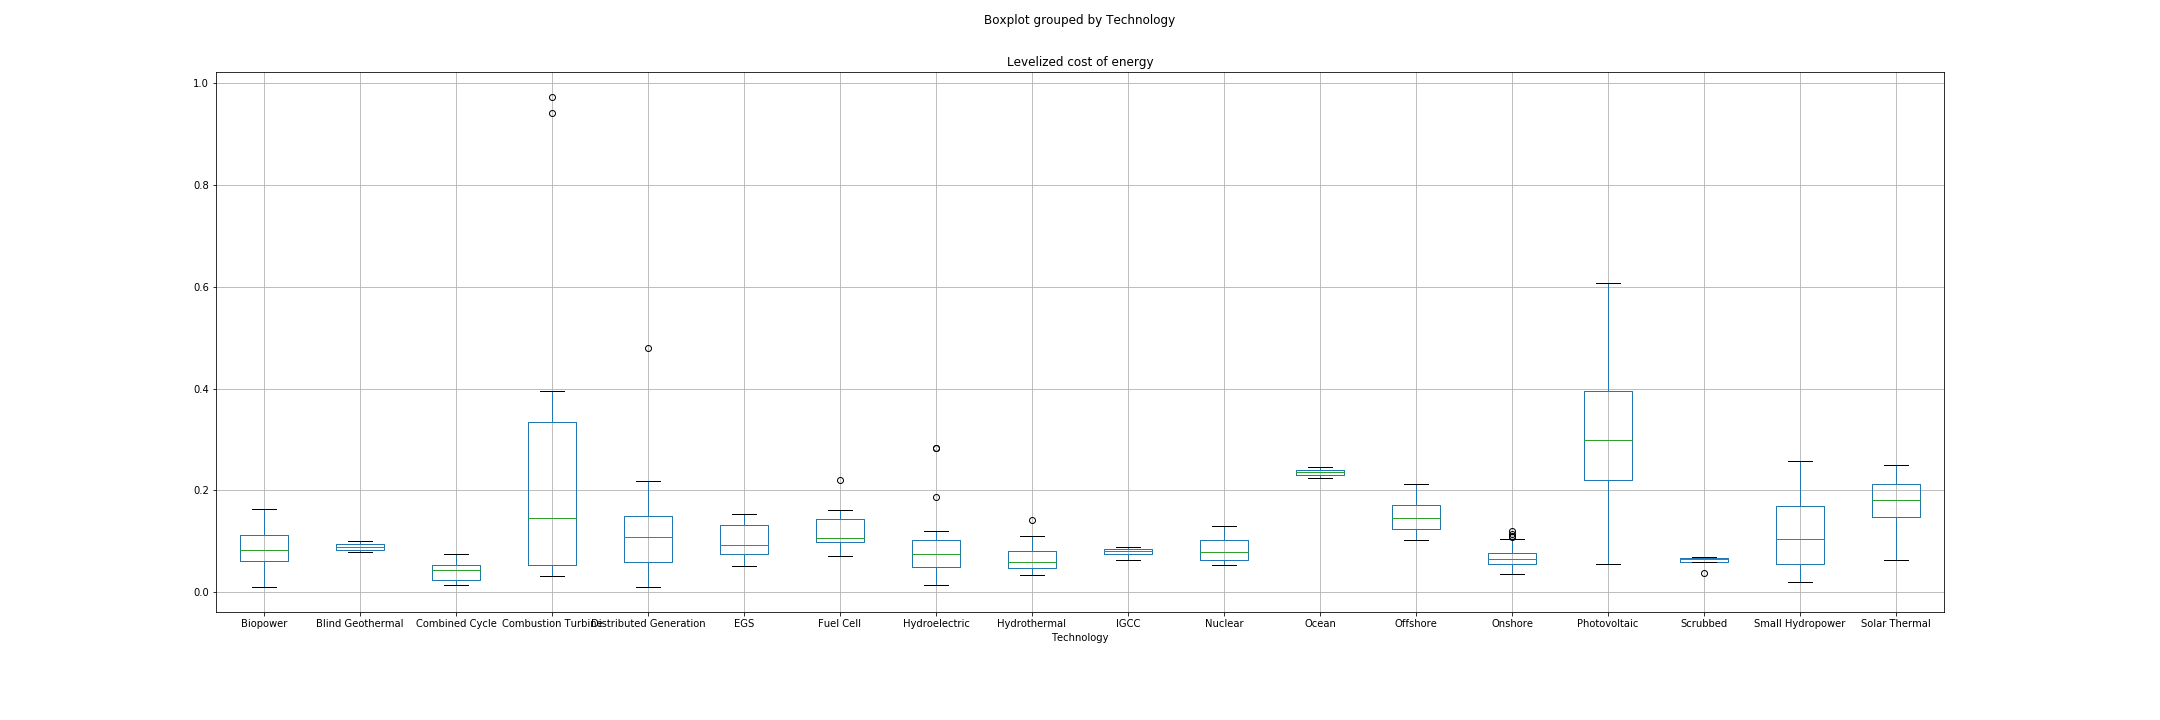 Boxplot grouped by Technology
Levelized cost of energy
1.0
0.8
0.6
0.4
0.2
0.0
Biopower Blind Geothermal Combined Cycle Combustion Turbine Distributed Generation EGS Fuel Cell Hydroelectric Hydrothermal IGCC Nuclear Ocean Offshore Onshore Photovoltaic Scrubbed Small Hydropower Solar Thermal
Technology